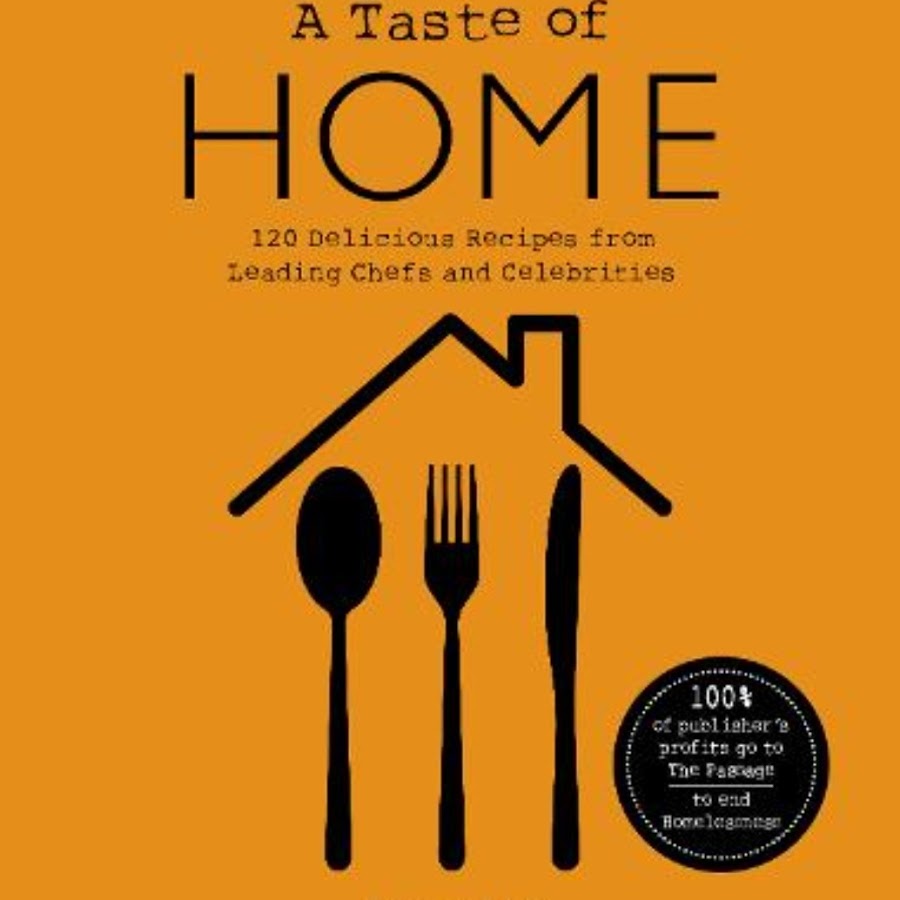 A Taste of
HOME
120 Delicious Recipes from
Leading Chefs and Celebrities
100%
of publisher's
profits go to
The Passage
to end
Homelessness